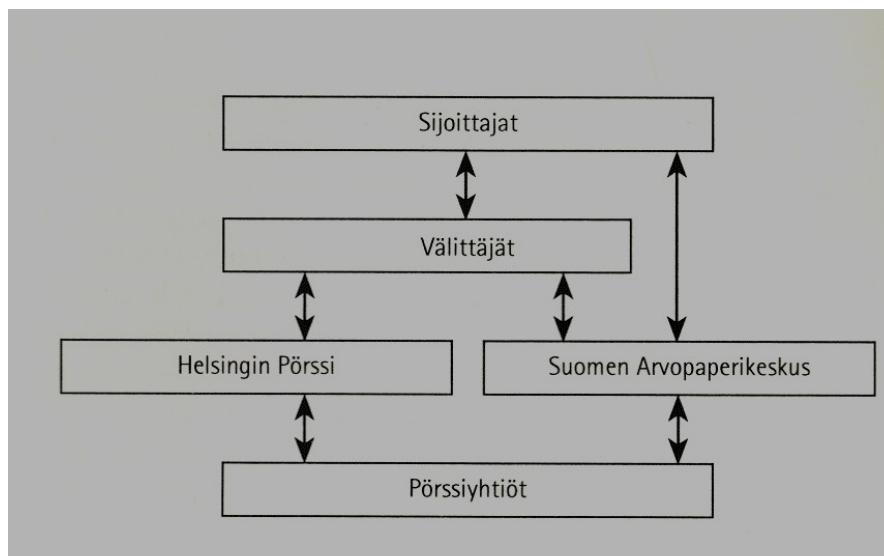 Sijoittajat
Välittäjät
Helsingin Pörssi
Suomen Arvopaperikeskus
Pörssiyhtiöt